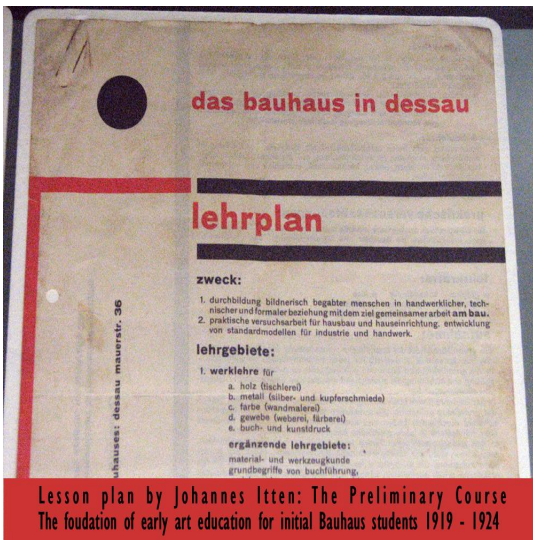 das bauhaus in dessau
lehrplan
zweck:
1. durchbildung bildnerisch begabter menschen in handwerklicher, tech-
nischer und formaler beziehung mit dem ziel gemeinsamer arbeit am bau.
2. praktische versuchsarbeit für hausbau und hauseinrichtung. entwicklung
von standardmodellen für industrie und handwerk.
lehrgebiete:
1. werklehre für
a. holz (tischlerei)
b. metall (silber- und kupferschmiede)
c. farbe (wandmalerei)
d. gewebe (weberei, färberei)
e. buch- und kunstdruck
ergänzende lehrgebiete:
material- und werkzeugkunde
grundbegriffe von buchführung,
uhauses: dessau mauerstr. 36
Lesson plan by Johannes Itten: The Preliminary Course
The foudation of early art education for initial Bauhaus students 1919 - 1924